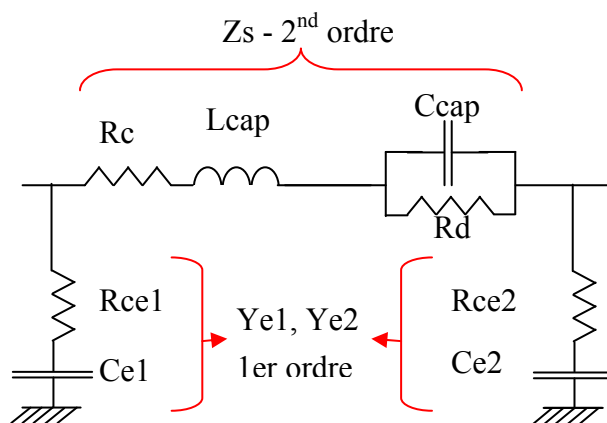 Zs - 2nd ordre
Ccap
Rc
Lcap
Rd
Rce1
Ye1, Ye2
Rce2
Ce1
1er ordre
Ce2